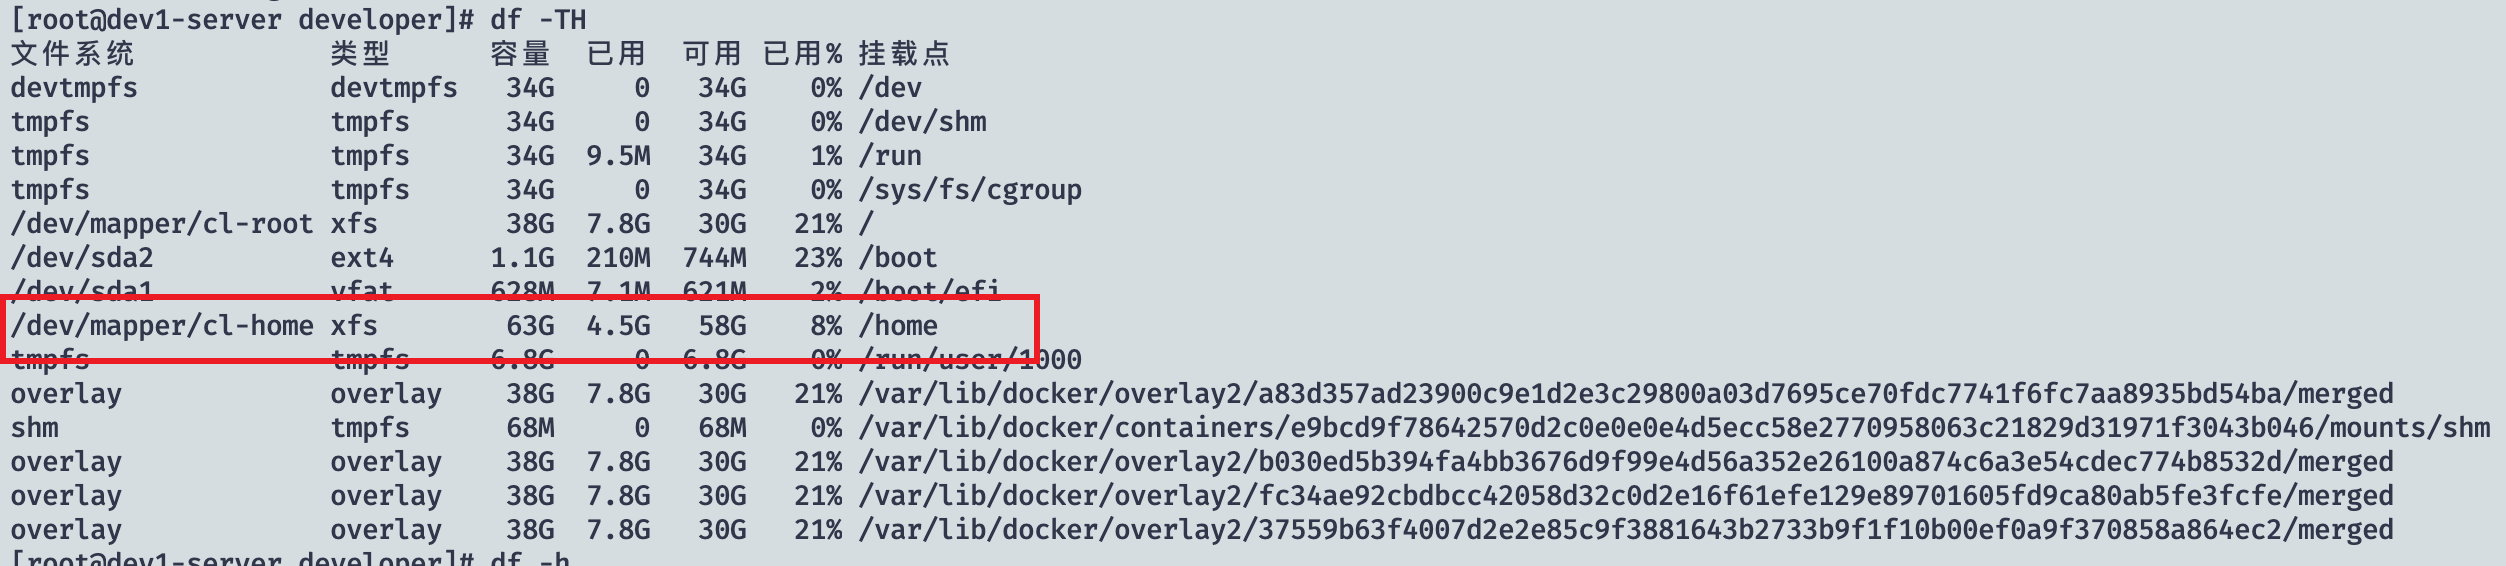 [root@dev1-server developer]# df -TH
文件系统 类型 容量 已用 可用 已用% 挂载点
devtmpfs devtmpfs 34G 0 34G 0% /dev
tmpfs tmpfs 34G 0 34G 0% /dev/shm
tmpfs tmpfs 34G 9.5M 34G 1% /run
tmpfs tmpfs 34G 0 34G 0% /sys/fs/cgroup
/dev/mapper/cl-root xfs 38G 7.8G 30G 21% /
/dev/sda2 ext4 1.1G 210M 744M 23% /boot
/dev/sda1 vfat 628M 7.1M 621M 2% /boot/efi
/dev/mapper/cl-home xfs 63G 4.5G 58G 8% /home
tmpfs tmpfs 6.8G 0 6.8G 0% /run/user/1000
overlay overlay 38G 7.8G 30G 21% /var/lib/docker/overlay2/a83d357ad23900c9e1d2e3c29800a03d7695ce70fdc7741f6fc7aa8935bd54ba/merged
shm tmpfs 68M 0 68M 0% /var/lib/docker/containers/e9bcd9f78642570d2c0e0e0e4d5ecc58e2770958063c21829d31971f3043b046/mounts/shm
overlay overlay 38G 7.8G 30G 21% /var/lib/docker/overlay2/b030ed5b394fa4bb3676d9f99e4d56a352e26100a874c6a3e54cdec774b8532d/merged
overlay overlay 38G 7.8G 30G 21% /var/lib/docker/overlay2/fc34ae92cbdbcc42058d32c0d2e16f61efe129e89701605fd9ca80ab5fe3fcfe/merged
overlay overlay 38G 7.8G 30G 21% /var/lib/docker/overlay2/37559b63f4007d2e2e85c9f3881643b2733b9f1f10b00ef0a9f370858a864ec2/merged
[root@dev1-server developer]# df -h